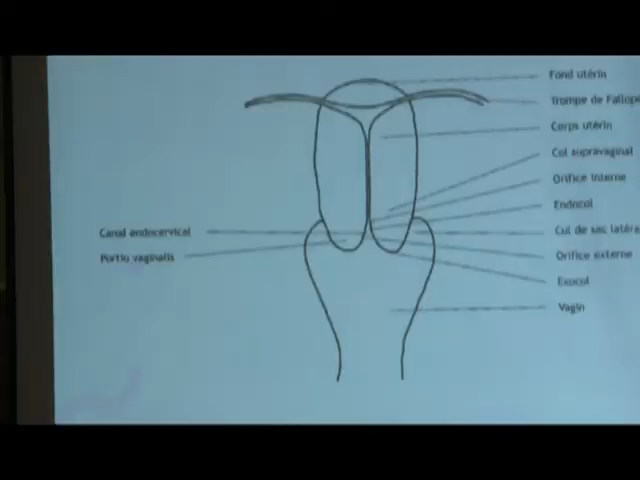 Fond utérin
Trompe de Fallope
Corps utérin
Col supravaginal
Orifice interne
Endocol
Canal endocervical
Cul de sac latéra
Portio vaginalis
Orifice externe
Exocol
Vagin